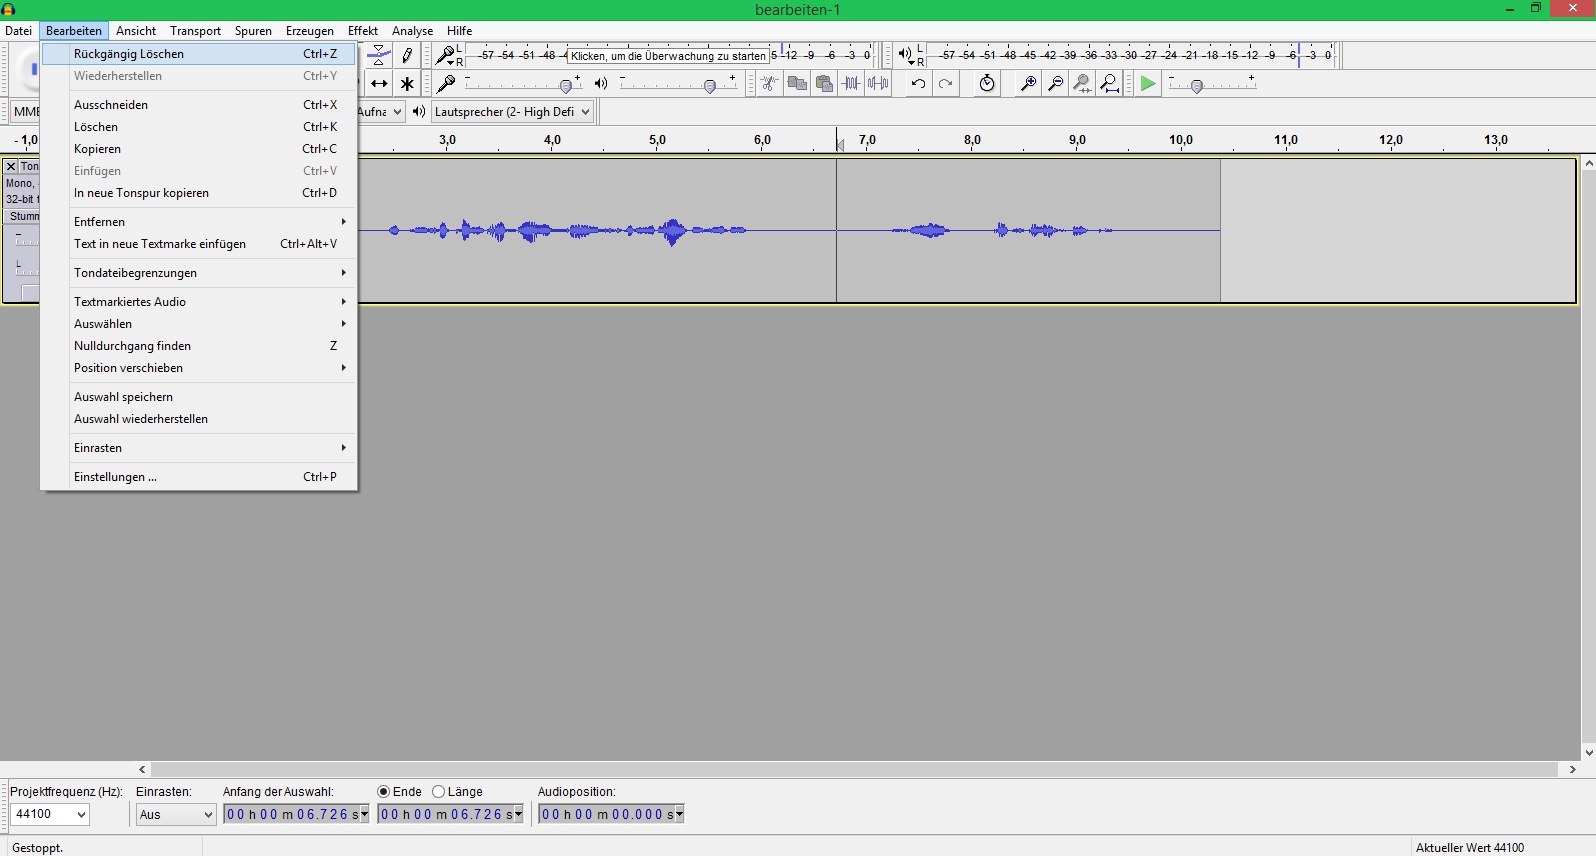 bearbeiten-1
Datei Bearbeiten Ansicht Transport Spuren Erzeugen Effekt Analyse Hilfe
Rückgängig Löschen Ctrl+Z
Wiederherstellen Ctrl+Y
Ausschneiden Ctrl+X
Löschen Ctrl+K
Kopieren Ctrl+C
Einfügen Ctrl+V
In neue Tonspur kopieren Ctrl+D
Entfernen
Text in neue Textmarke einfügen Ctrl+Alt+V
Tondateibegrenzungen
Textmarkiertes Audio
Auswählen
Nulldurchgang finden Z
Position verschieben
Auswahl speichern
Auswahl wiederherstellen
Einrasten
Einstellungen ... Ctrl+P
L
R
-57 -54 -51 -48 Klicken, um die Überwachung zu starten -12 -9 -6 -3 0
L
R
-57 -54 -51 -48 -45 -42 -39 -36 -33 -30 -27 -24 -21 -18 -15 -12 -9 -6 -3 0
- + - + - +
Lautsprecher (2- High Defi
- 1,0 3,0 4,0 5,0 6,0 7,0 8,0 9,0 10,0 11,0 12,0 13,0
Ton
Mono,
32-bit
Stumm
L
Projektfrequenz (Hz): Einrasten: Anfang der Auswahl: Ende Länge Audioposition:
44100 Aus 00 h 00 m 06.726 s 00 h 00 m 06.726 s 00 h 00 m 00.000 s
Gestoppt. Aktueller Wert 44100